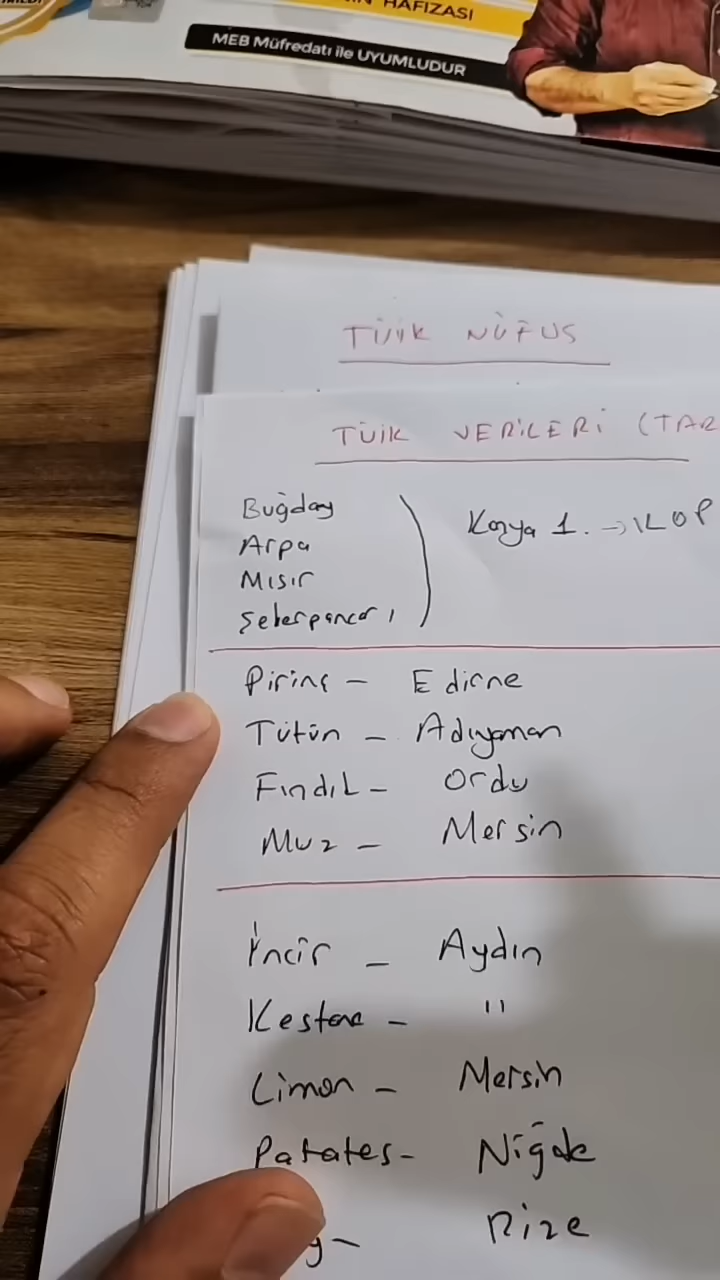 HAFIZASI
MEB Müfredatı ile UYUMLUDUR
TÜİK NÜFUS
TÜİK VERİLERİ (TAR
Buğday
Arpa
Mısır
Şekerpancarı
Konya 1. → KOP
Pirinç - Edirne
Tütün - Adıyaman
Fındık - Ordu
Muz - Mersin
İncir - Aydın
Kestane - "
Limon - Mersin
Patates - Niğde
y - Rize